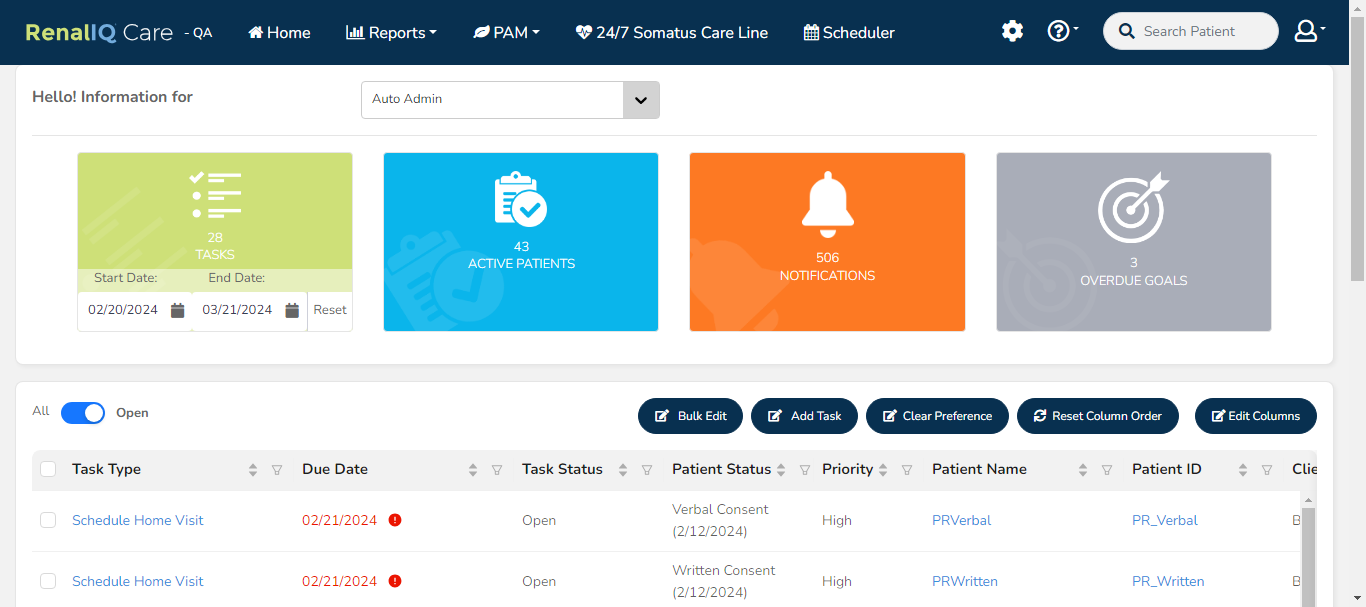 RenalIQ Care - QA Home Reports PAM 24/7 Somatus Care Line Scheduler Search Patient
Hello! Information for Auto Admin
28
TASKS
Start Date: End Date:
02/20/2024 03/21/2024 Reset
43
ACTIVE PATIENTS
506
NOTIFICATIONS
3
OVERDUE GOALS
All Open Bulk Edit Add Task Clear Preference Reset Column Order Edit Columns
Task Type Due Date Task Status Patient Status Priority Patient Name Patient ID Clie
Schedule Home Visit 02/21/2024 Open Verbal Consent
(2/12/2024) High PRVerbal PR_Verbal B
Schedule Home Visit 02/21/2024 Open Written Consent
(2/12/2024) High PRWritten PR_Written B